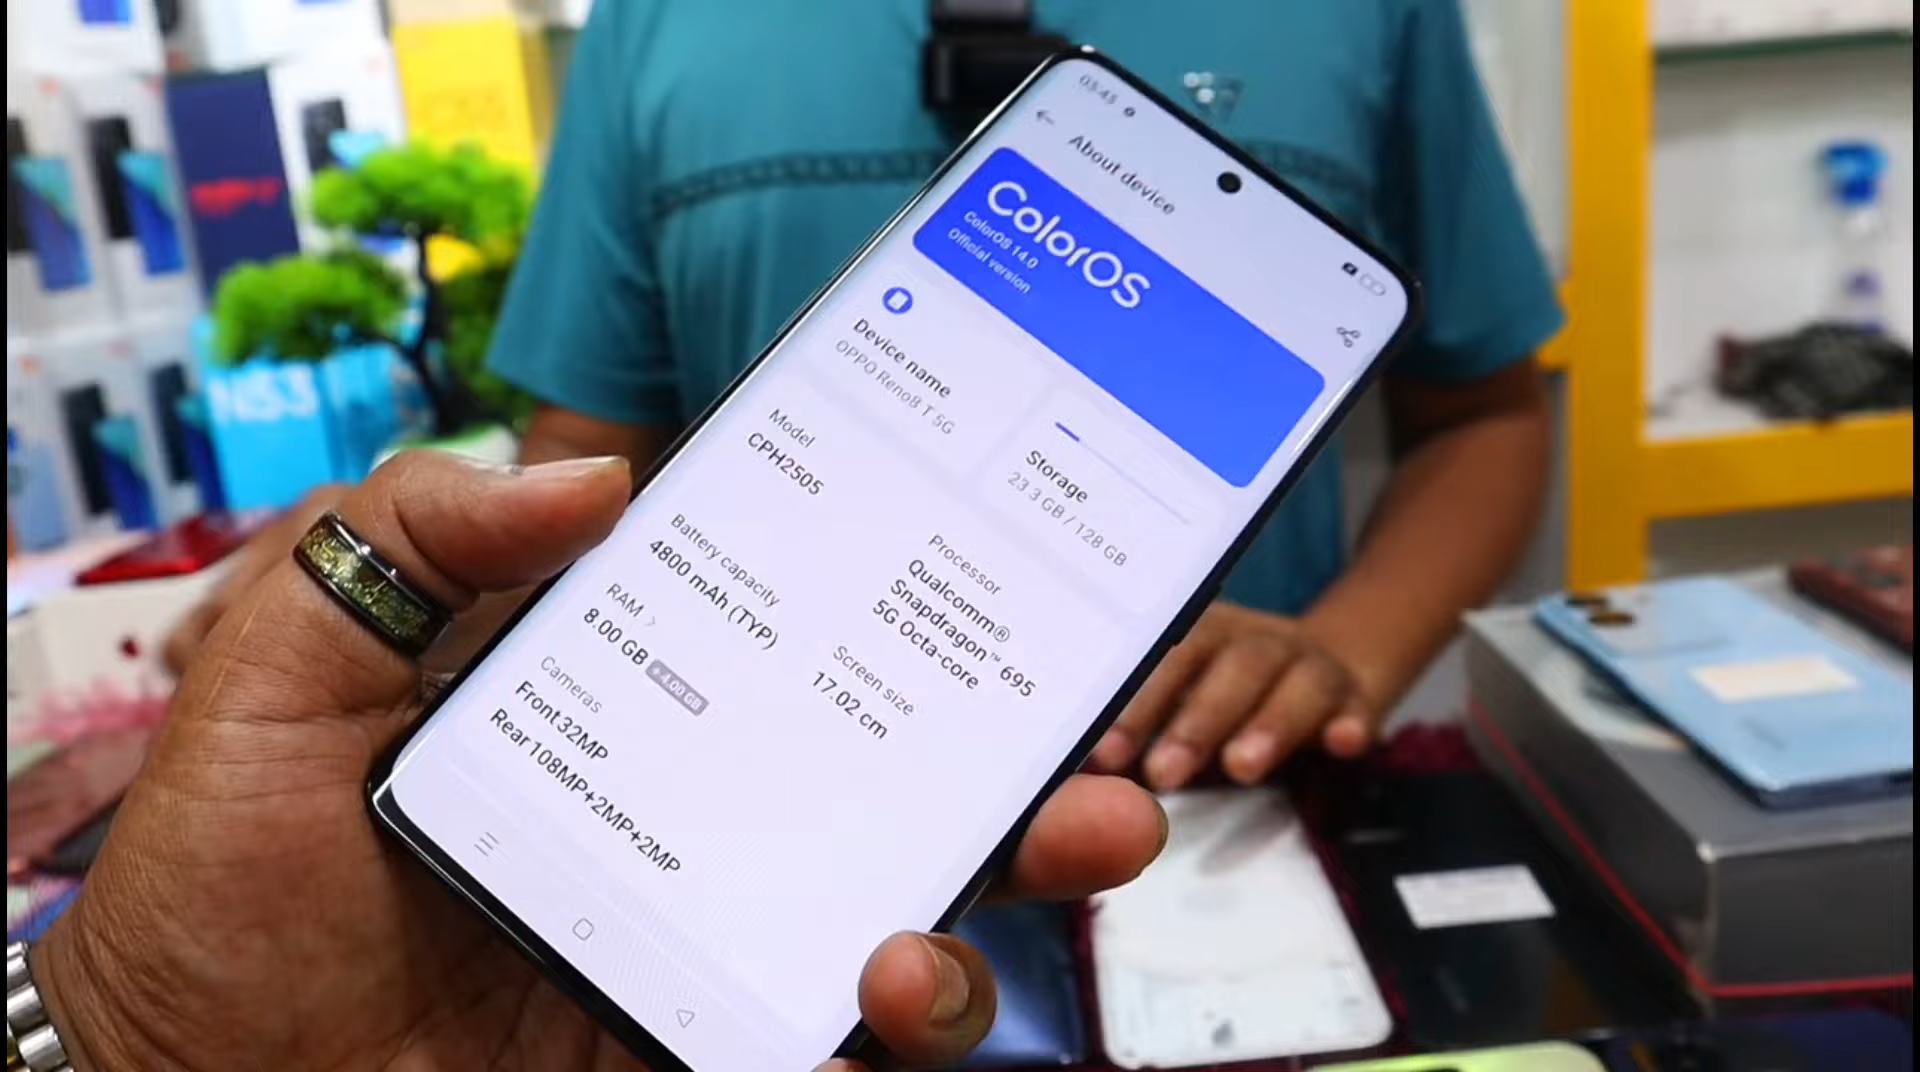 03:45
About device
ColorOS
ColorOS 14.0
Official version
Device name
OPPO Reno8 T 5G
Storage
23.3 GB / 128 GB
Model
CPH2505
Processor
Qualcomm®
Snapdragon™ 695
5G Octa-core
Battery capacity
4800 mAh (TYP)
Screen size
17.02 cm
RAM
8.00 GB + 4.00 GB
Cameras
Front 32MP
Rear 108MP+2MP+2MP
N53